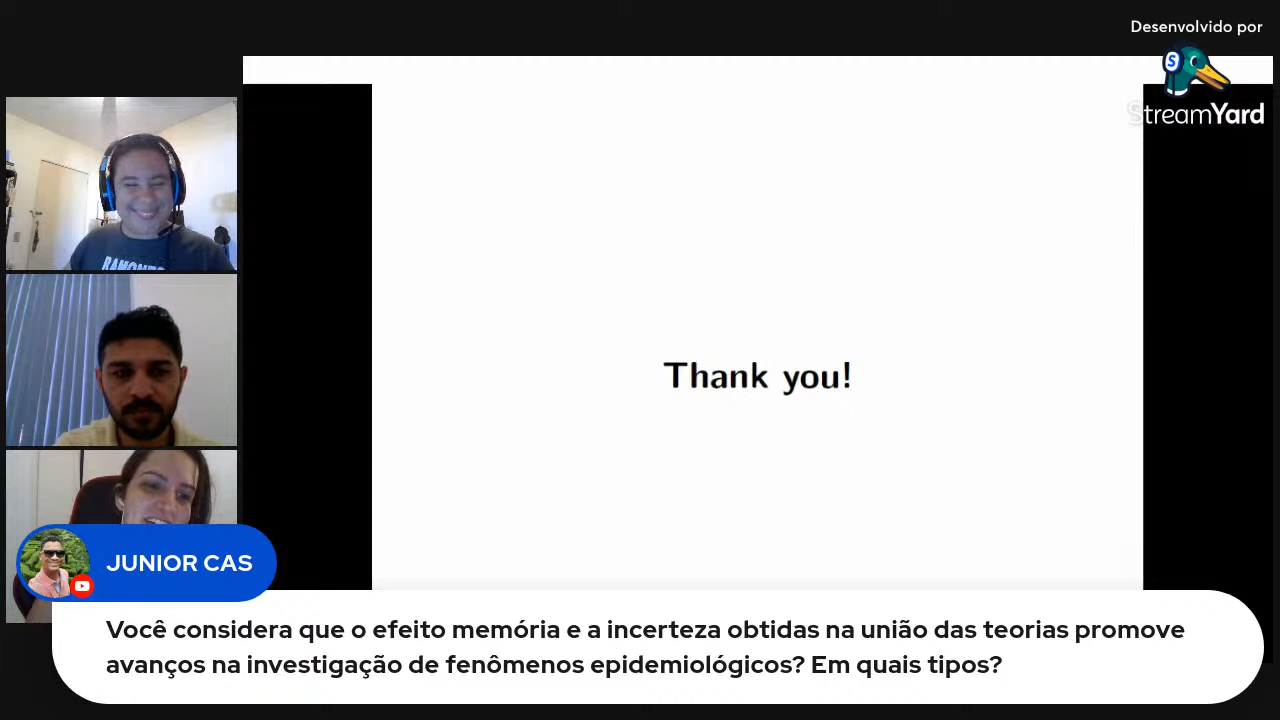 Desenvolvido por
StreamYard
RAMONES
Thank you!
JUNIOR CAS
Você considera que o efeito memória e a incerteza obtidas na união das teorias promove
avanços na investigação de fenômenos epidemiológicos? Em quais tipos?